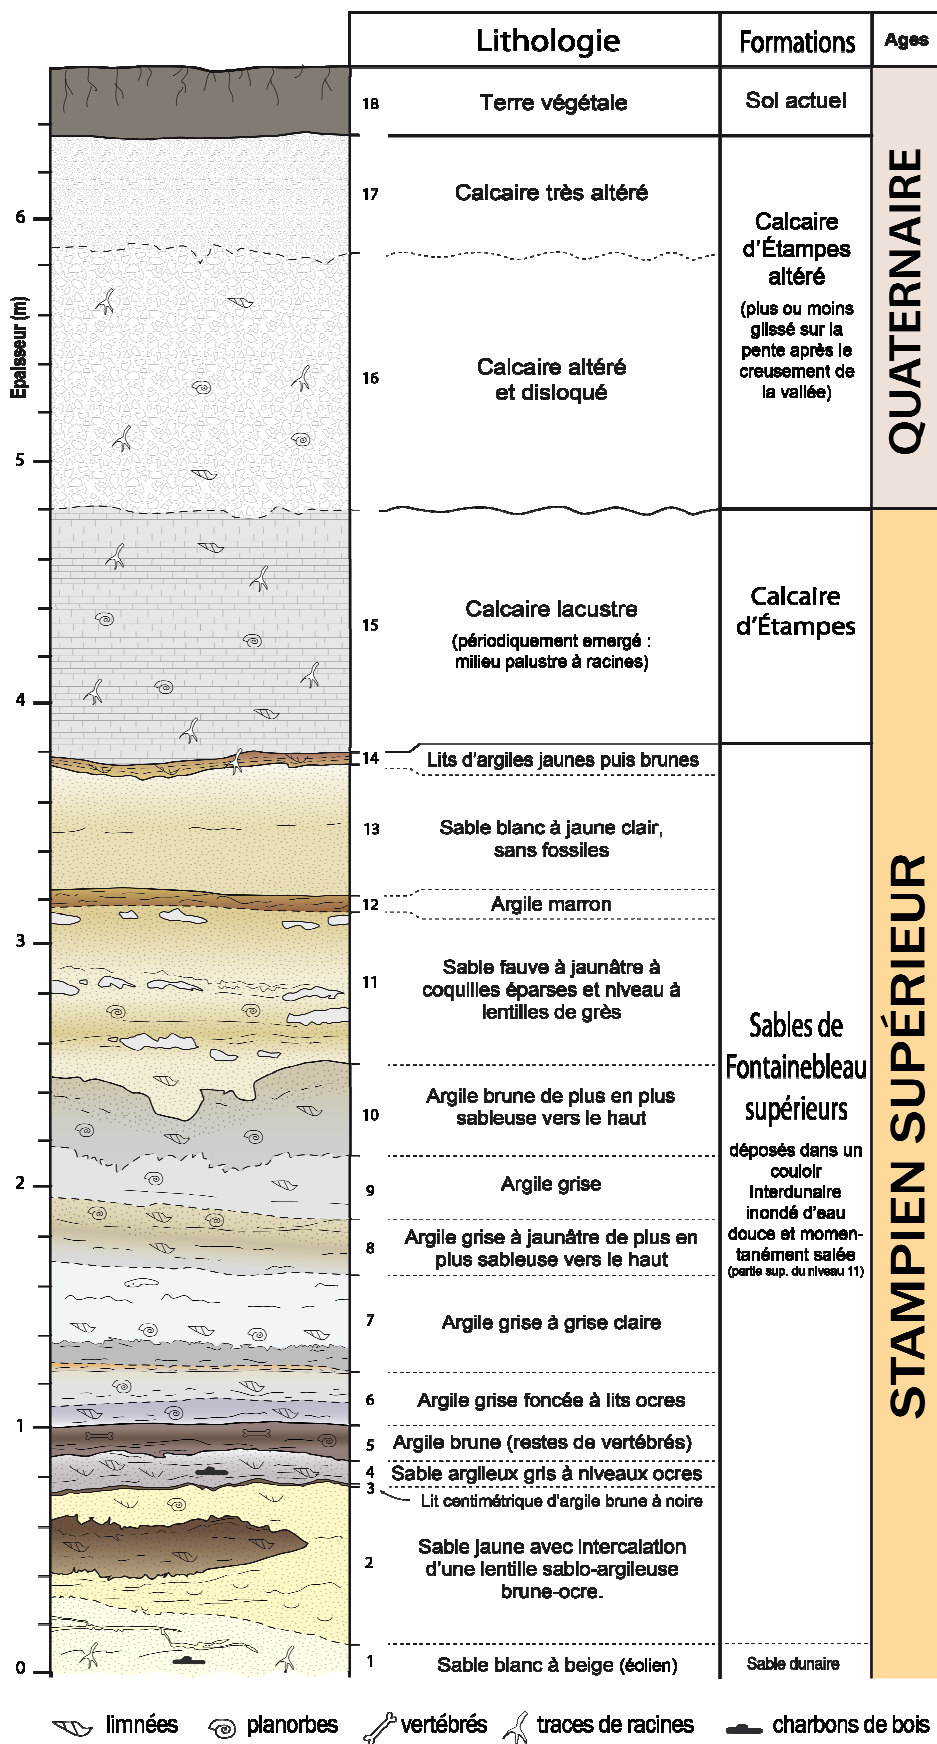 Lithologie
Formations
Ages
18
Terre végétale
Sol actuel
17
Calcaire très altéré
6
Calcaire
d'Étampes
altéré
(plus ou moins
glissé sur la
pente après le
creusement de
la vallée)
QUATERNAIRE
Epaisseur (m)
16
Calcaire altéré
et disloqué
5
15
Calcaire lacustre
(périodiquement emergé :
milieu palustre à racines)
Calcaire
d'Étampes
4
14
Lits d'argiles jaunes puis brunes
13
Sable blanc à jaune clair,
sans fossiles
12
Argile marron
3
11
Sable fauve à jaunâtre à
coquilles éparses et niveau à
lentilles de grès
Sables de
Fontainebleau
supérieurs
déposés dans un
couloir
interdunaire
inondé d'eau
douce et momen-
tanément salée
(partie sup. du niveau 11)
STAMPIEN SUPÉRIEUR
10
Argile brune de plus en plus
sableuse vers le haut
2
9
Argile grise
8
Argile grise à jaunâtre de plus en
plus sableuse vers le haut
7
Argile grise à grise claire
6
Argile grise foncée à lits ocres
1
5
Argile brune (restes de vertébrés)
4
Sable argileux gris à niveaux ocres
3
Lit centimétrique d'argile brune à noire
2
Sable jaune avec intercalation
d'une lentille sablo-argileuse
brune-ocre.
0
1
Sable blanc à beige (éolien)
Sable dunaire
limnées
planorbes
vertébrés
traces de racines
charbons de bois